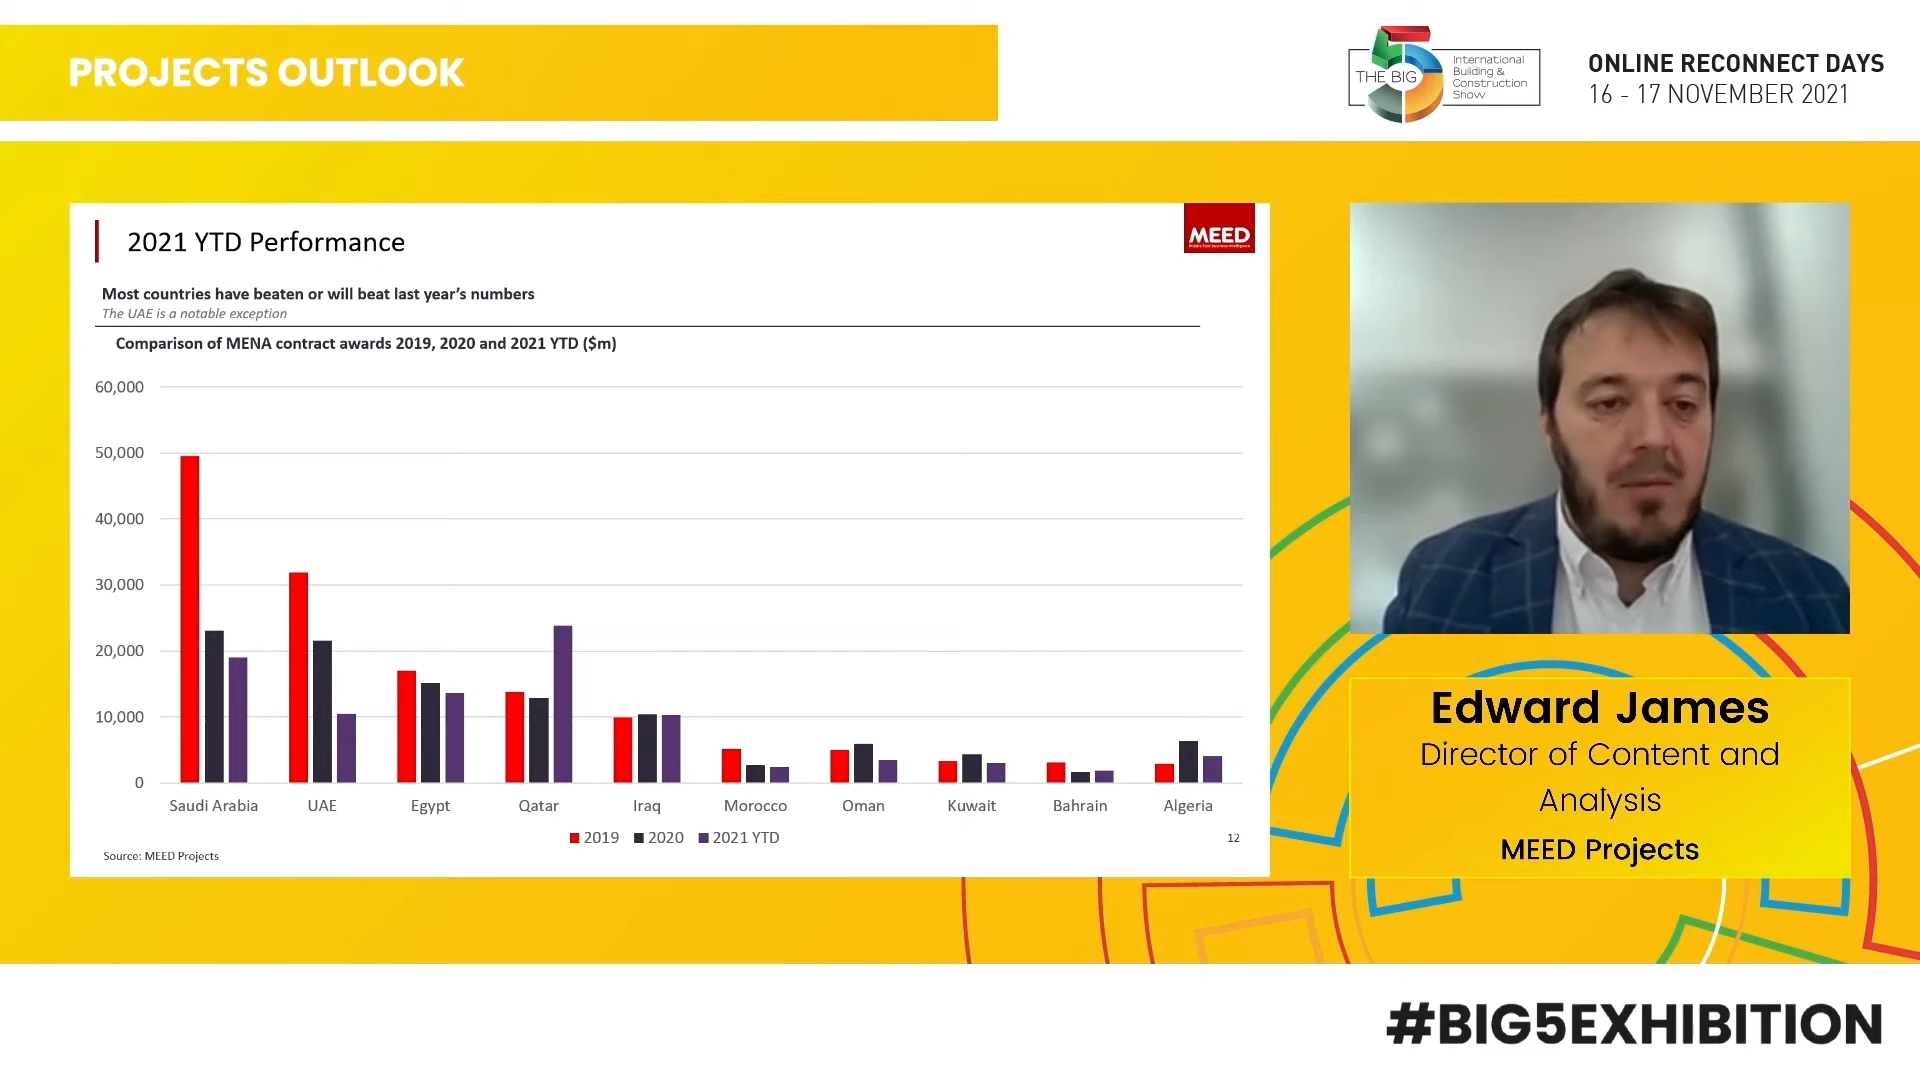 PROJECTS OUTLOOK
THE BIG
5
International
Building &
Construction
Show
ONLINE RECONNECT DAYS
16 - 17 NOVEMBER 2021
2021 YTD Performance
MEED
Middle East business intelligence
Most countries have beaten or will beat last year's numbers
The UAE is a notable exception
Comparison of MENA contract awards 2019, 2020 and 2021 YTD ($m)
60,000
50,000
40,000
30,000
20,000
10,000
0
Saudi Arabia UAE Egypt Qatar Iraq Morocco Oman Kuwait Bahrain Algeria
2019 2020 2021 YTD
12
Source: MEED Projects
Edward James
Director of Content and
Analysis
MEED Projects
#BIG5EXHIBITION